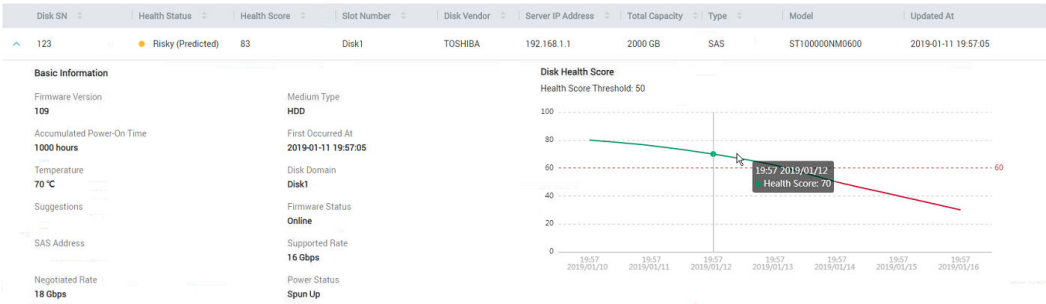 Disk SN Health Status Health Score Slot Number Disk Vendor Server IP Address Total Capacity Type Model Updated At
123 Risky (Predicted) 83 Disk1 TOSHIBA 192.168.1.1 2000 GB SAS ST100000NM0600 2019-01-11 19:57:05
Basic Information
Firmware Version Medium Type
109 HDD
Accumulated Power-On Time First Occurred At
1000 hours 2019-01-11 19:57:05
Temperature Disk Domain
70 ℃ Disk1
Suggestions Firmware Status
Online
SAS Address Supported Rate
16 Gbps
Negotiated Rate Power Status
18 Gbps Spun Up
Disk Health Score
Health Score Threshold: 50
100
80
60 60
40
20
0
19:57 2019/01/12
Health Score: 70
19:57 19:57 19:57 19:57 19:57 19:57 19:57
2019/01/10 2019/01/11 2019/01/12 2019/01/13 2019/01/14 2019/01/15 2019/01/16